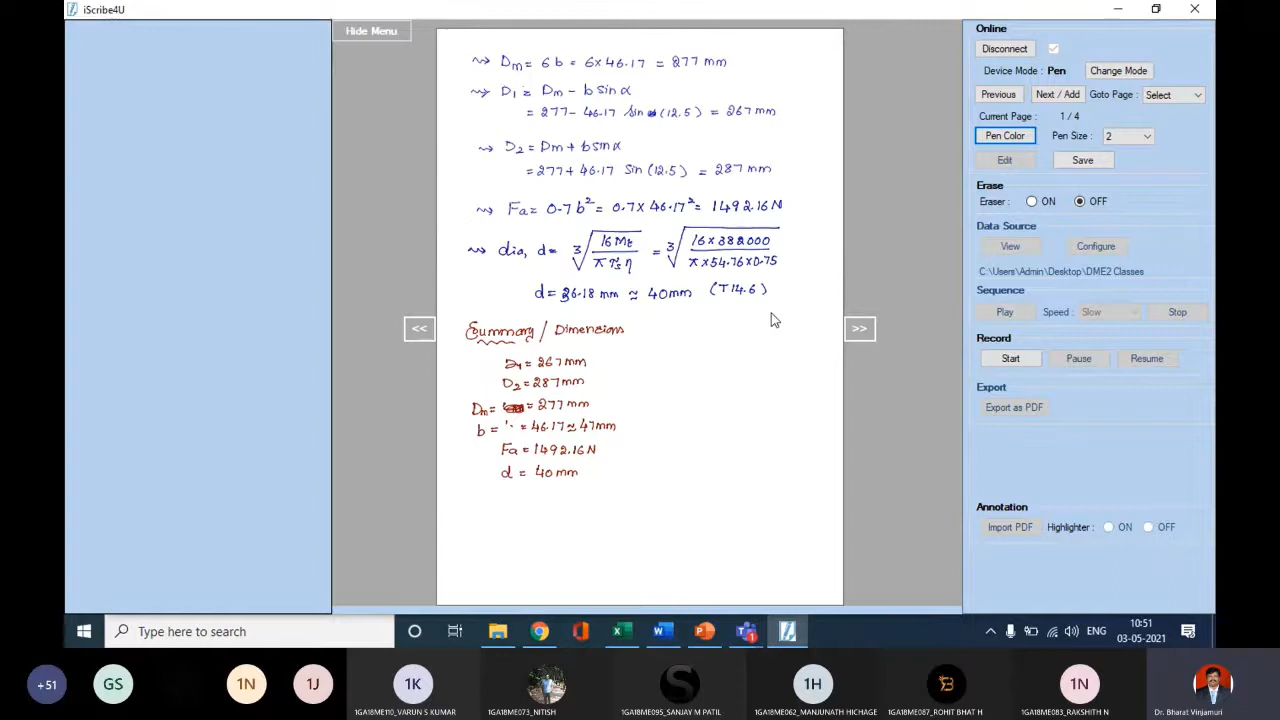 iScribe4U
Hide Menu
⇝ Dm = 6 b = 6×46.17 = 277 mm
⇝ D1 = Dm - b sin α
= 277 - 46.17 sin (12.5) = 267 mm
⇝ D2 = Dm + b sin α
= 277 + 46.17 sin (12.5) = 287 mm
⇝ Fa = 0.7 b² = 0.7 × 46.17² = 1492.16 N
⇝ dia, d = ∛(16 Mt / π τs η) = ∛(16×382000 / π×54.76×0.75)
d = 36.18 mm ≈ 40mm (T 14.6)
Summary / Dimensions
D1 = 267 mm
D2 = 287 mm
Dm = = 277 mm
b = = 46.17 ≈ 47mm
Fa = 1492.16 N
d = 40 mm
<<
>>
Online
Disconnect
Device Mode : Pen Change Mode
Previous Next / Add Goto Page : Select
Current Page : 1 / 4
Pen Color Pen Size : 2
Edit Save
Erase
Eraser : ON OFF
Data Source
View Configure
C:\Users\Admin\Desktop\DME2 Classes
Sequence
Play Speed : Slow Stop
Record
Start Pause Resume
Export
Export as PDF
Annotation
Import PDF Highlighter : ON OFF
Type here to search
ENG
10:51
03-05-2021
+51
GS
1N
1J
1K
1GA18ME110_VARUN S KUMAR
1GA18ME073_NITISH
1GA18ME095_SANJAY M PATIL
1H
1GA18ME062_MANJUNATH HICHAGE
1GA18ME087_ROHIT BHAT H
1N
1GA18ME083_RAKSHITH N
Dr. Bharat Vinjamuri